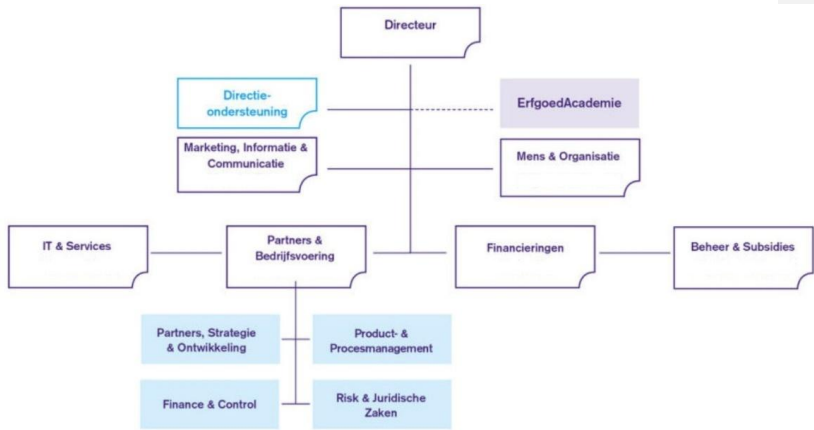 Directeur
Directie-
ondersteuning
ErfgoedAcademie
Marketing, Informatie &
Communicatie
Mens & Organisatie
IT & Services
Partners &
Bedrijfsvoering
Financieringen
Beheer & Subsidies
Partners, Strategie
& Ontwikkeling
Product- &
Procesmanagement
Finance & Control
Risk & Juridische
Zaken